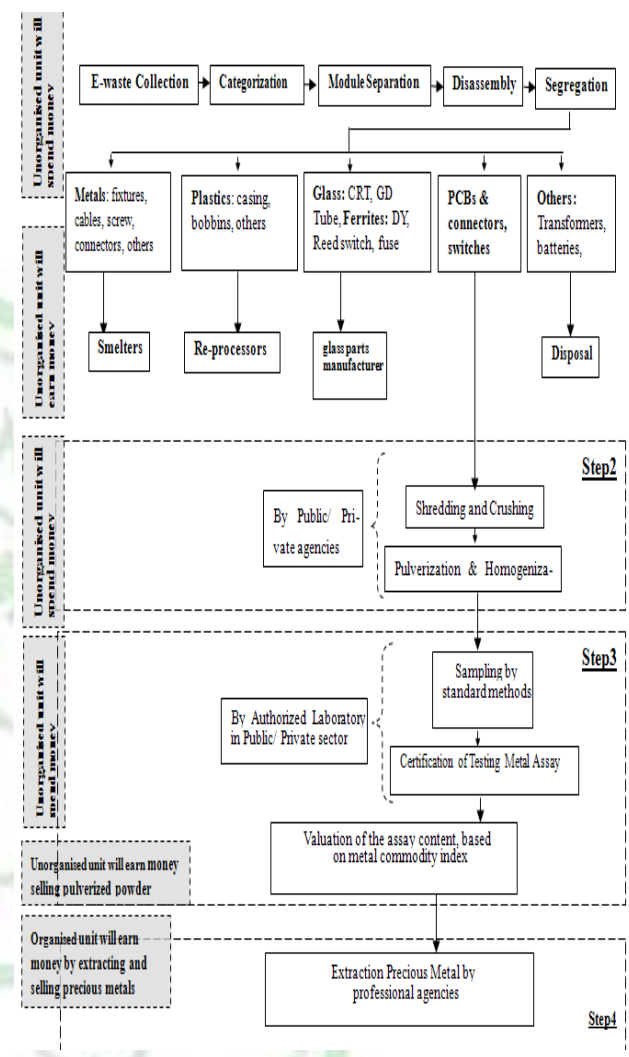 Unorganised unit will
spend money
E-waste Collection
Categorization
Module Separation
Disassembly
Segregation
Metals: fixtures,
cables, screw,
connectors, others
Plastics: casing,
bobbins, others
Glass: CRT, GD
Tube, Ferrites: DY,
Reed switch, fuse
PCBs &
connectors,
switches
Others:
Transformers,
batteries,
Unorganised unit will
earn money
Smelters
Re-processors
glass parts
manufacturer
Disposal
Unorganised unit will
spend money
Step2
By Public/ Pri-
vate agencies
Shredding and Crushing
Pulverization & Homogeniza-
Unorganised unit will
spend money
Step3
By Authorized Laboratory
in Public/ Private sector
Sampling by
standard methods
Certification of Testing Metal Assay
Valuation of the assay content, based
on metal commodity index
Unorganised unit will earn money
selling pulverized powder
Organised unit will earn
money by extracting and
selling precious metals
Extraction Precious Metal by
professional agencies
Step4